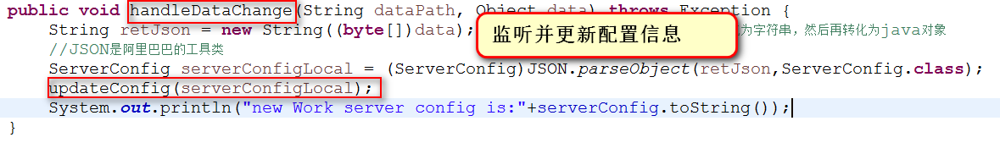 public void handleDataChange(String dataPath, Object data) throws Exception {
String retJson = new String((byte[])data);
监听并更新配置信息
为字符串，然后再转化为java对象
//JSON是阿里巴巴的工具类
ServerConfig serverConfigLocal = (ServerConfig)JSON.parseObject(retJson,ServerConfig.class);
updateConfig(serverConfigLocal);
System.out.println("new Work server config is:"+serverConfig.toString());
}